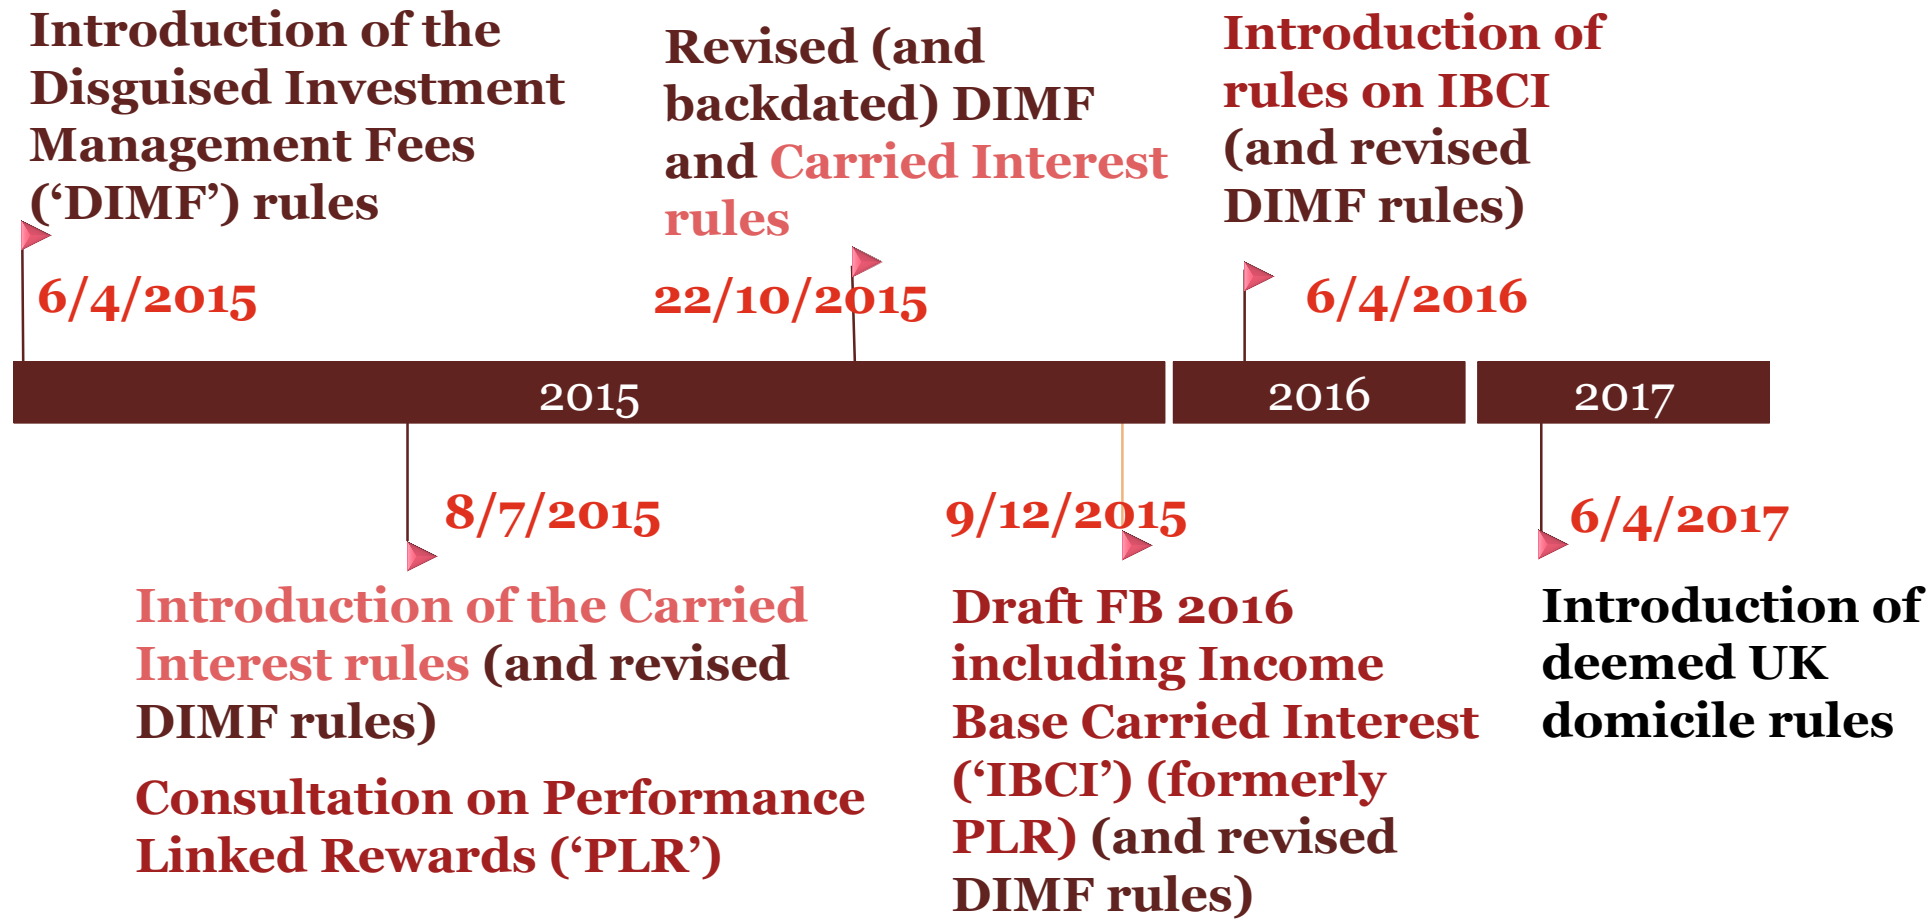 Introduction of the
Disguised Investment
Management Fees
(‘DIMF’) rules
6/4/2015
Revised (and
backdated) DIMF
and Carried Interest
rules
22/10/2015
Introduction of
rules on IBCI
(and revised
DIMF rules)
6/4/2016
2015
2016
2017
8/7/2015
Introduction of the Carried
Interest rules (and revised
DIMF rules)
Consultation on Performance
Linked Rewards (‘PLR’)
9/12/2015
Draft FB 2016
including Income
Base Carried Interest
(‘IBCI’) (formerly
PLR) (and revised
DIMF rules)
6/4/2017
Introduction of
deemed UK
domicile rules